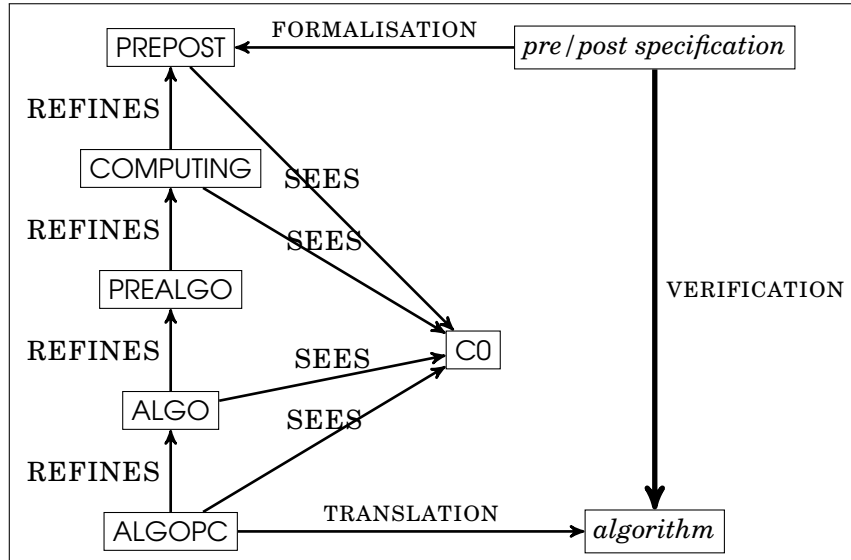 FORMALISATION
PREPOST
pre/post specification
REFINES
COMPUTING
SEES
REFINES
SEES
PREALGO
VERIFICATION
REFINES
SEES
C0
ALGO
SEES
REFINES
TRANSLATION
ALGOPC
algorithm